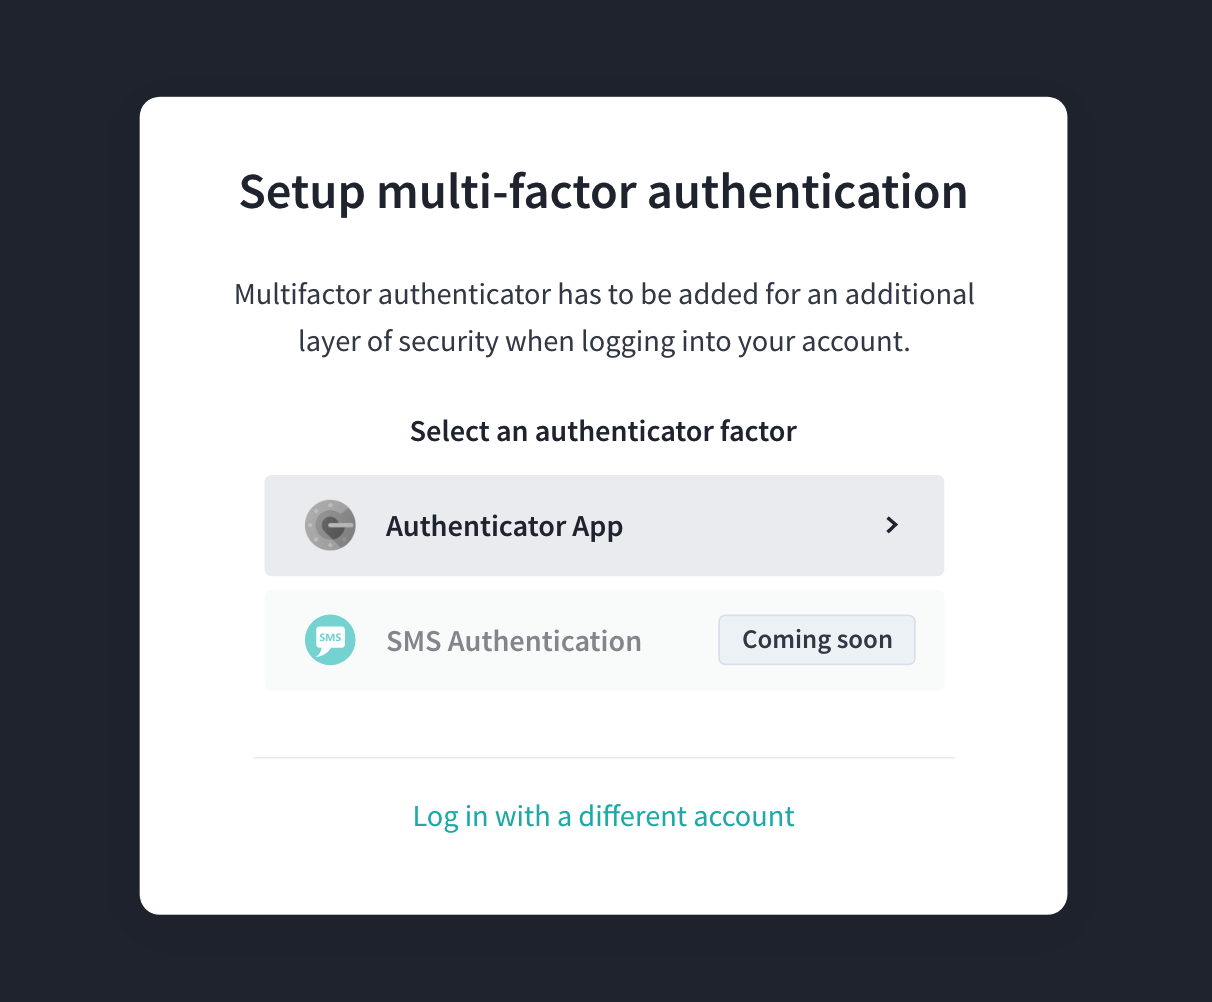 Setup multi-factor authentication
Multifactor authenticator has to be added for an additional
layer of security when logging into your account.
Select an authenticator factor
Authenticator App
SMS
SMS Authentication
Coming soon
Log in with a different account